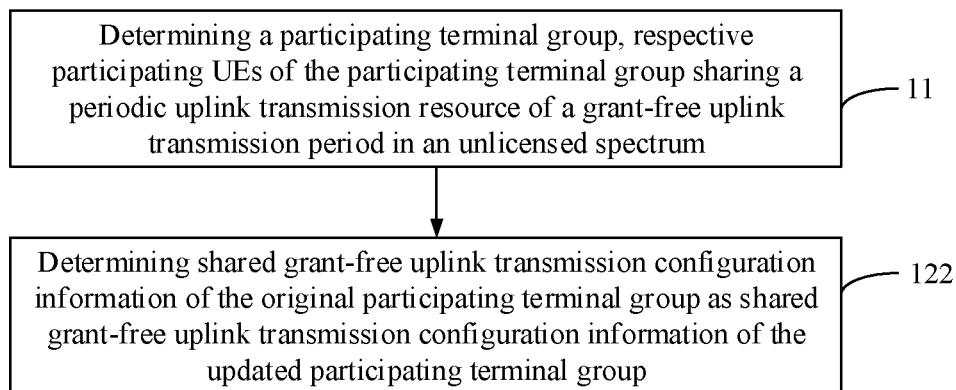 Determining a participating terminal group, respective
participating UEs of the participating terminal group sharing a
periodic uplink transmission resource of a grant-free uplink
transmission period in an unlicensed spectrum
11
Determining shared grant-free uplink transmission configuration
information of the original participating terminal group as shared
grant-free uplink transmission configuration information of the
updated participating terminal group
122